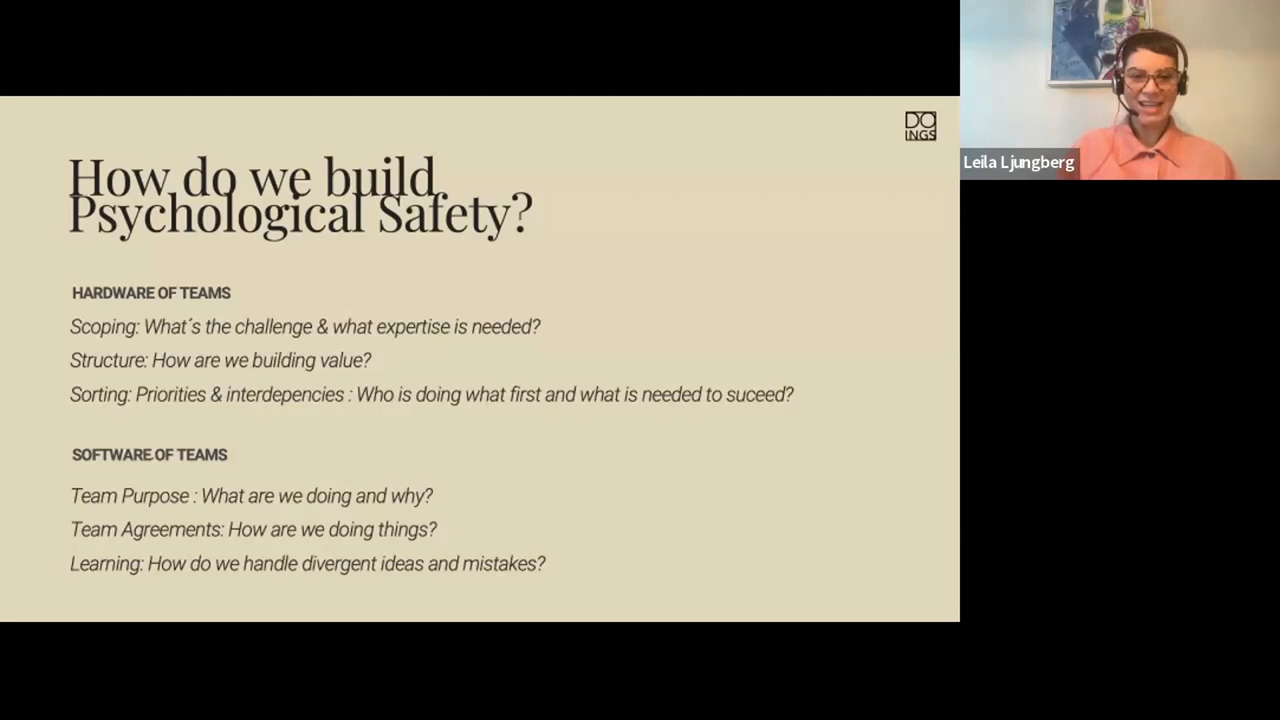 DO
INGS
How do we build
Psychological Safety?
HARDWARE OF TEAMS
Scoping: What´s the challenge & what expertise is needed?
Structure: How are we building value?
Sorting: Priorities & interdepencies : Who is doing what first and what is needed to suceed?
SOFTWARE OF TEAMS
Team Purpose : What are we doing and why?
Team Agreements: How are we doing things?
Learning: How do we handle divergent ideas and mistakes?
Leila Ljungberg